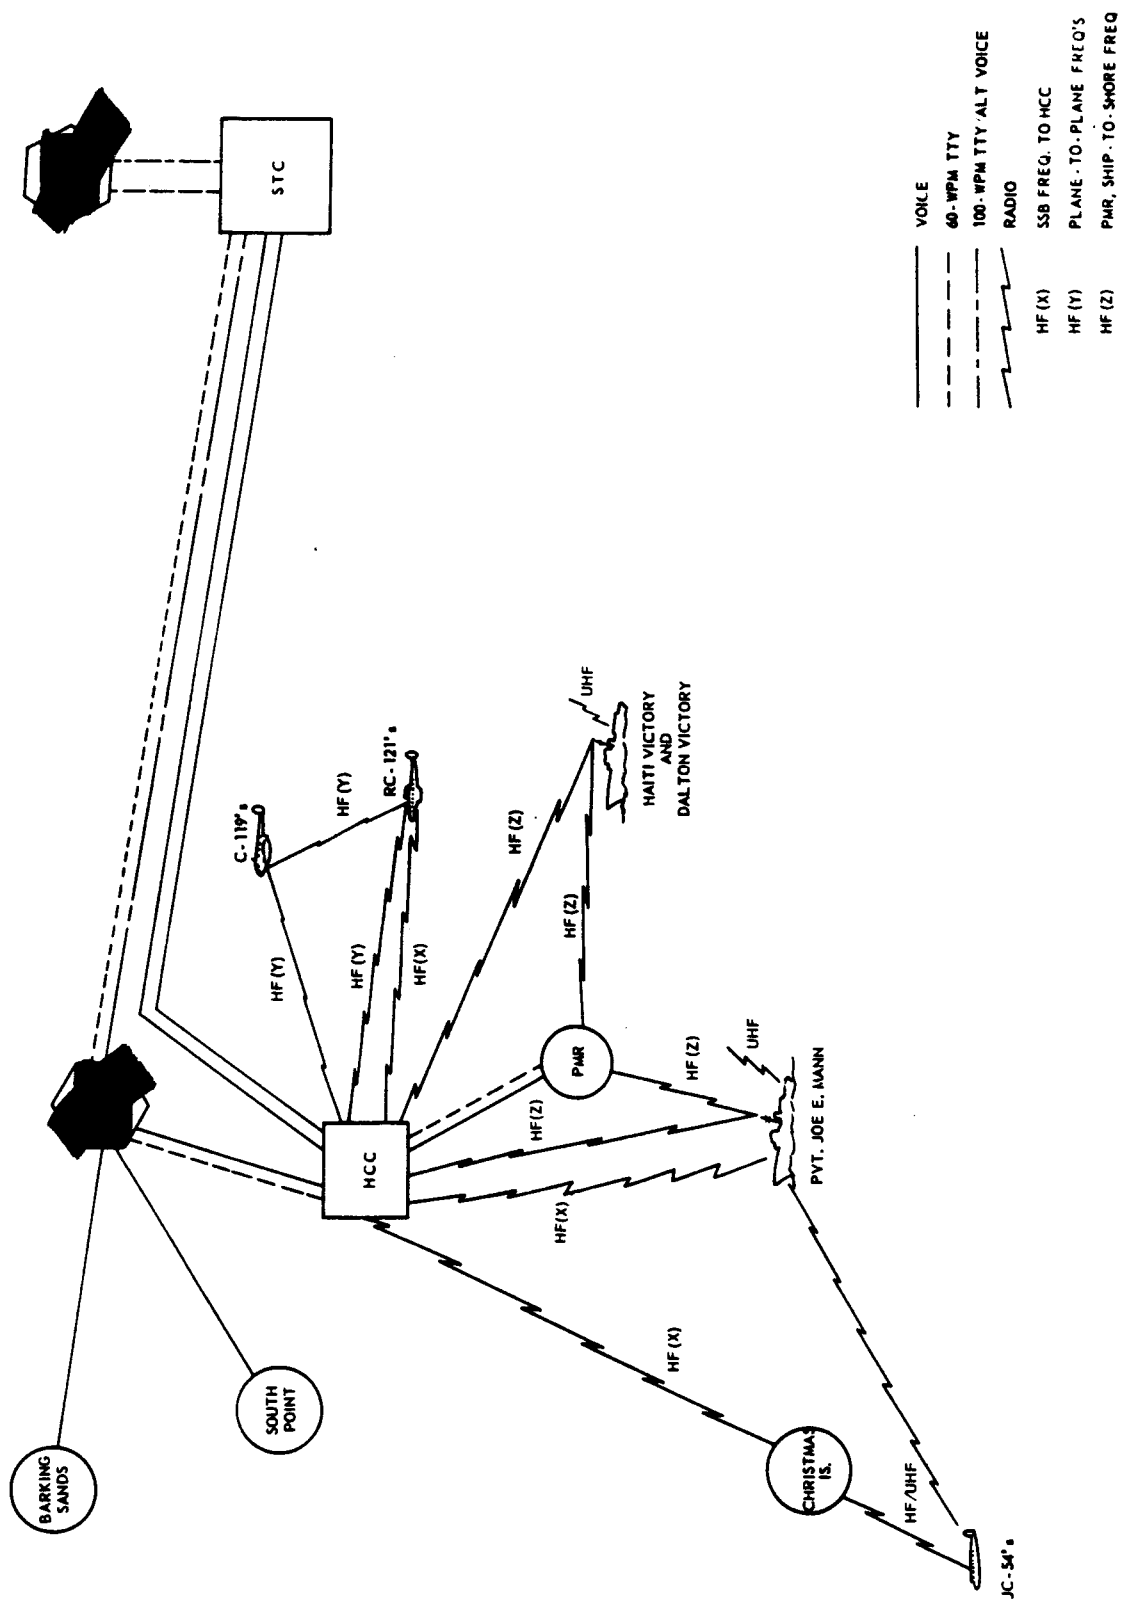 STC
HCC
PMR
BARKING
SANDS
SOUTH
POINT
CHRISTMAS
IS.
C-119's
RC-121's
JC-54's
HF(Y)
HF(Y)
HF(Y)
HF(X)
HF(Z)
HF(Z)
HF(Z)
HF(Z)
HF(X)
HF(X)
HF/UHF
UHF
UHF
HAITI VICTORY
AND
DALTON VICTORY
PVT. JOE E. MANN
VOICE
60-WPM TTY
100-WPM TTY/ALT VOICE
RADIO
HF(X) SSB FREQ. TO HCC
HF(Y) PLANE-TO-PLANE FREQ'S
HF(Z) PMR, SHIP-TO-SHORE FREQ